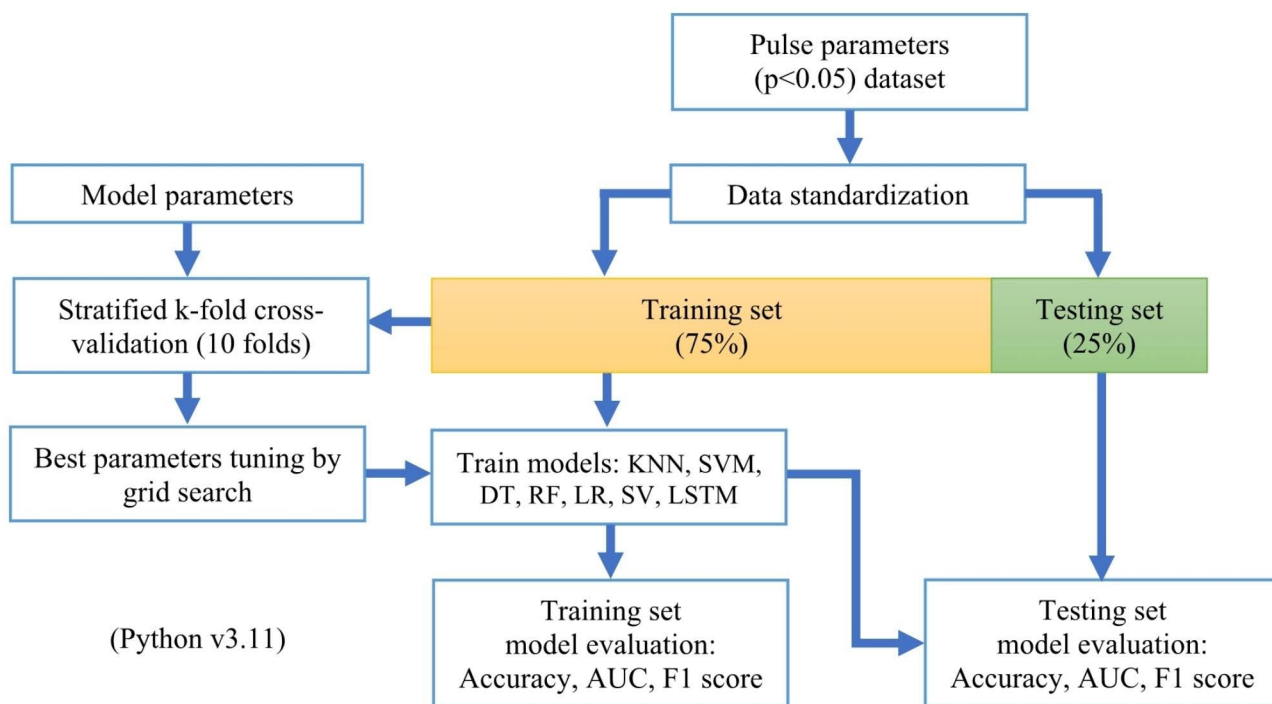 Pulse parameters
(p<0.05) dataset
Model parameters
Data standardization
Stratified k-fold cross-
validation (10 folds)
Training set
(75%)
Testing set
(25%)
Best parameters tuning by
grid search
Train models: KNN, SVM,
DT, RF, LR, SV, LSTM
(Python v3.11)
Training set
model evaluation:
Accuracy, AUC, F1 score
Testing set
model evaluation:
Accuracy, AUC, F1 score